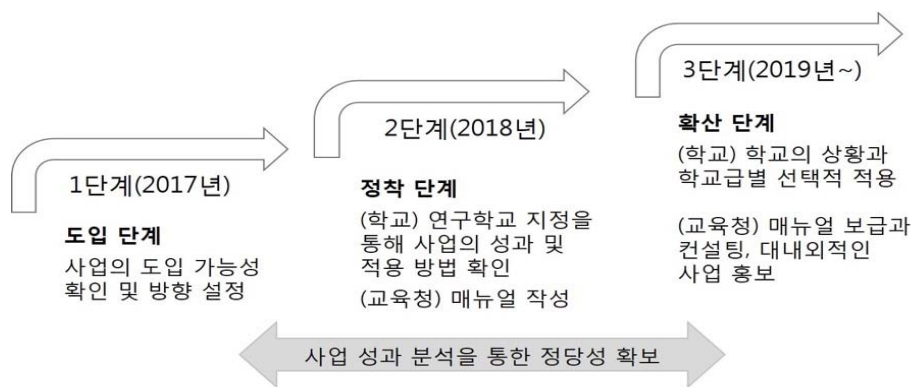 1단계(2017년)
도입 단계
사업의 도입 가능성
확인 및 방향 설정
2단계(2018년)
정착 단계
(학교) 연구학교 지정을
통해 사업의 성과 및
적용 방법 확인
(교육청) 매뉴얼 작성
3단계(2019년~)
확산 단계
(학교) 학교의 상황과
학교급별 선택적 적용
(교육청) 매뉴얼 보급과
컨설팅, 대내외적인
사업 홍보
사업 성과 분석을 통한 정당성 확보